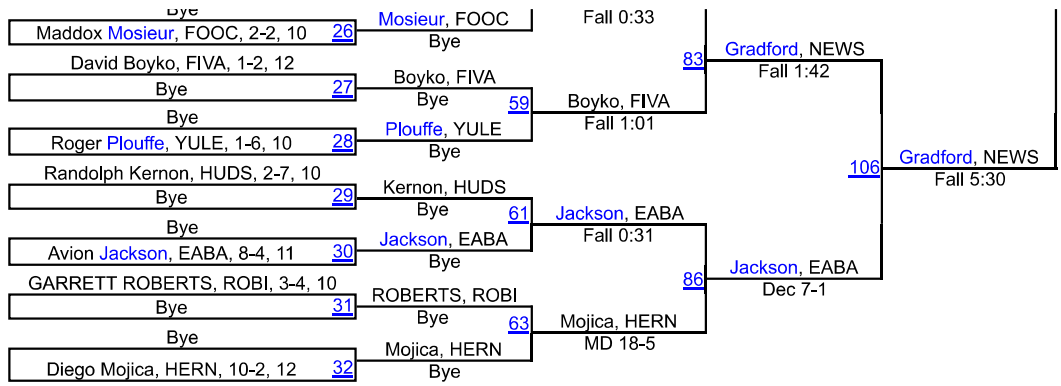 Bye
Maddox Mosieur, FOOC, 2-2, 10
26
David Boyko, FIVA, 1-2, 12
Bye
27
Bye
Roger Plouffe, YULE, 1-6, 10
28
Randolph Kernon, HUDS, 2-7, 10
Bye
29
Bye
Avion Jackson, EABA, 8-4, 11
30
GARRETT ROBERTS, ROBI, 3-4, 10
Bye
31
Bye
Diego Mojica, HERN, 10-2, 12
32
Mosieur, FOOC
Bye
Boyko, FIVA
Bye
59
Plouffe, YULE
Bye
Kernon, HUDS
Bye
61
Jackson, EABA
Bye
ROBERTS, ROBI
Bye
63
Mojica, HERN
Bye
Fall 0:33
83
Boyko, FIVA
Fall 1:01
Jackson, EABA
Fall 0:31
86
Mojica, HERN
MD 18-5
Gradford, NEWS
Fall 1:42
106
Jackson, EABA
Dec 7-1
Gradford, NEWS
Fall 5:30